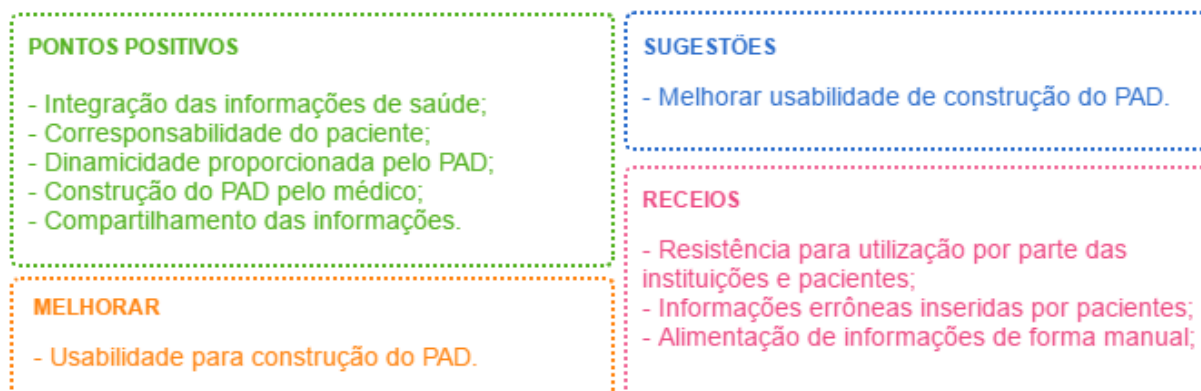 PONTOS POSITIVOS
- Integração das informações de saúde;
- Corresponsabilidade do paciente;
- Dinamicidade proporcionada pelo PAD;
- Construção do PAD pelo médico;
- Compartilhamento das informações.
MELHORAR
- Usabilidade para construção do PAD.
SUGESTÕES
- Melhorar usabilidade de construção do PAD.
RECEIOS
- Resistência para utilização por parte das
instituições e pacientes;
- Informações errôneas inseridas por pacientes;
- Alimentação de informações de forma manual;